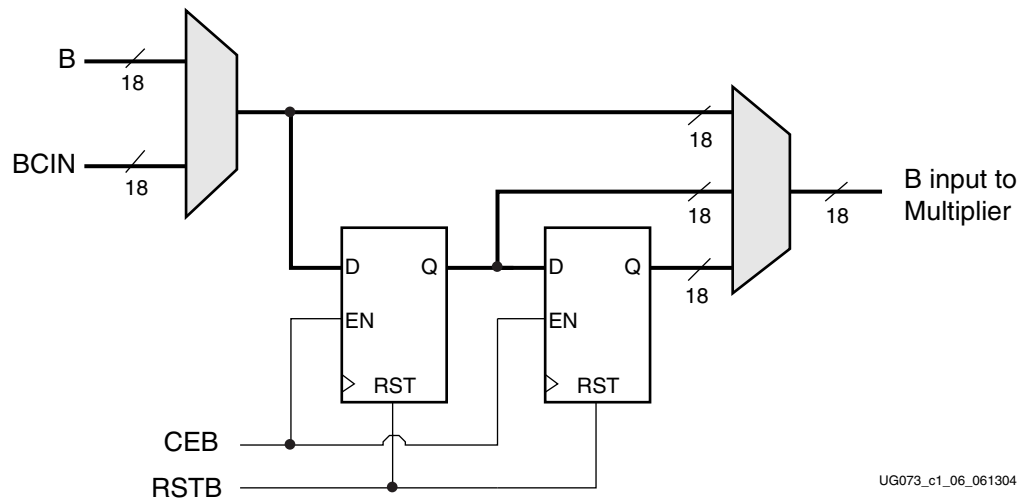 B
18
BCIN
18
18
18
B input to
Multiplier
18
18
D
Q
EN
RST
D
Q
EN
RST
CEB
RSTB
UG073_c1_06_061304